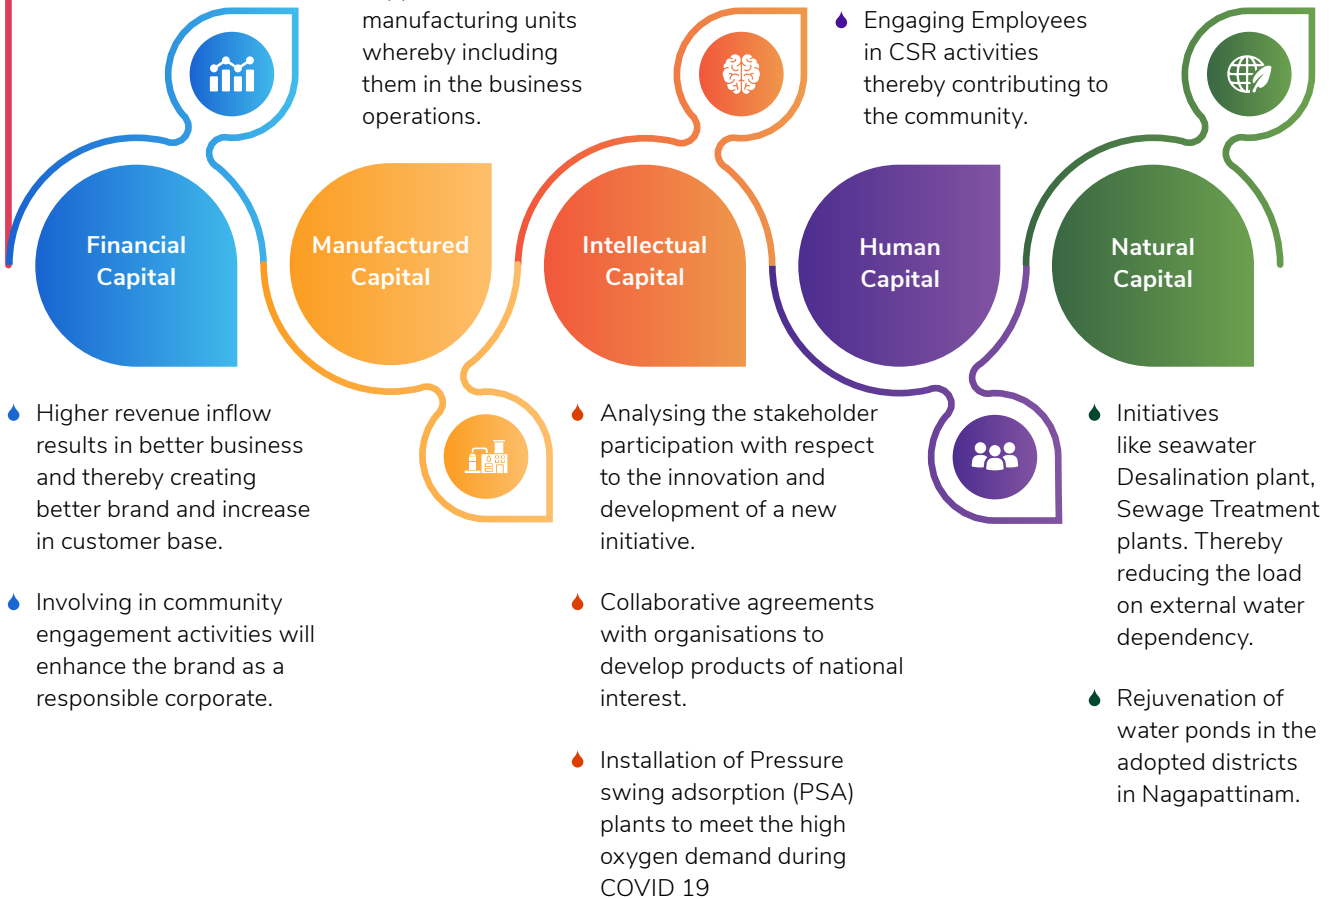 manufacturing units
whereby including
them in the business
operations.
Engaging Employees
in CSR activities
thereby contributing to
the community.
Financial
Capital
Manufactured
Capital
Intellectual
Capital
Human
Capital
Natural
Capital
Higher revenue inflow
results in better business
and thereby creating
better brand and increase
in customer base.
Involving in community
engagement activities will
enhance the brand as a
responsible corporate.
Analysing the stakeholder
participation with respect
to the innovation and
development of a new
initiative.
Collaborative agreements
with organisations to
develop products of national
interest.
Installation of Pressure
swing adsorption (PSA)
plants to meet the high
oxygen demand during
COVID 19
Initiatives
like seawater
Desalination plant,
Sewage Treatment
plants. Thereby
reducing the load
on external water
dependency.
Rejuvenation of
water ponds in the
adopted districts
in Nagapattinam.